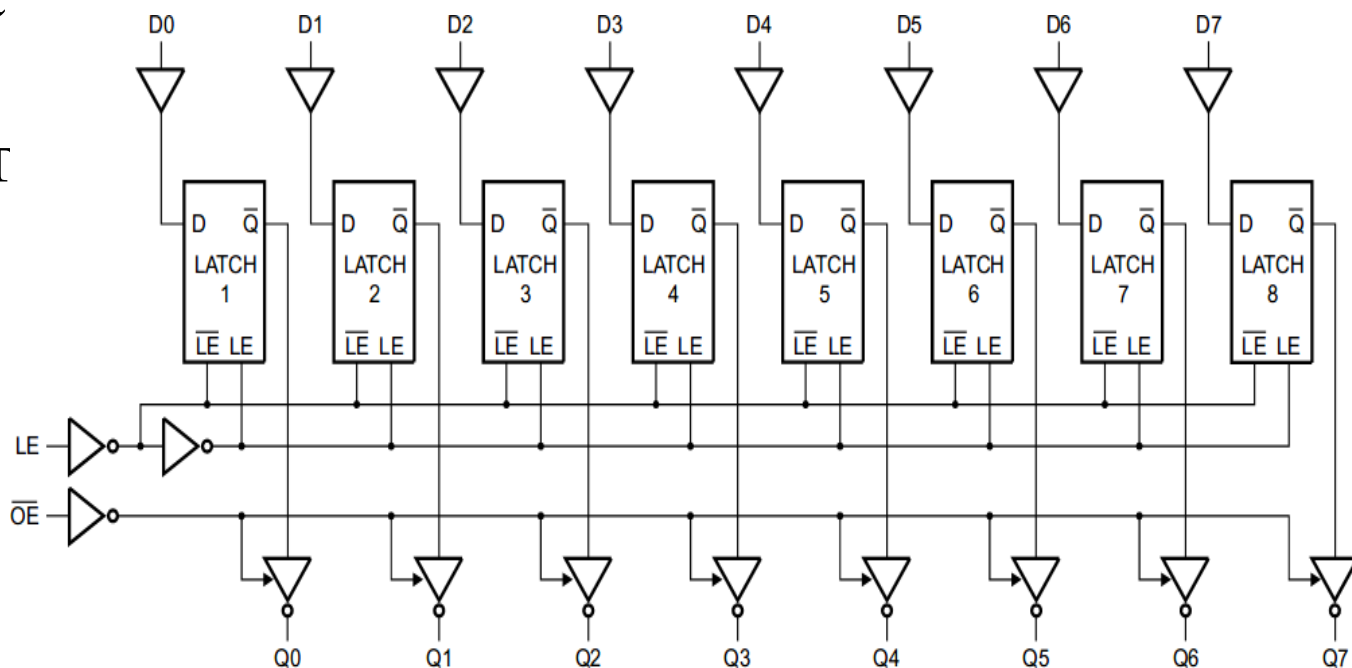 D0 D1 D2 D3 D4 D5 D6 D7
D Q̅ D Q̅ D Q̅ D Q̅ D Q̅ D Q̅ D Q̅ D Q̅
LATCH LATCH LATCH LATCH LATCH LATCH LATCH LATCH
1 2 3 4 5 6 7 8
L̅E̅ LE L̅E̅ LE L̅E̅ LE L̅E̅ LE L̅E̅ LE L̅E̅ LE L̅E̅ LE L̅E̅ LE
LE
O̅E̅
Q0 Q1 Q2 Q3 Q4 Q5 Q6 Q7